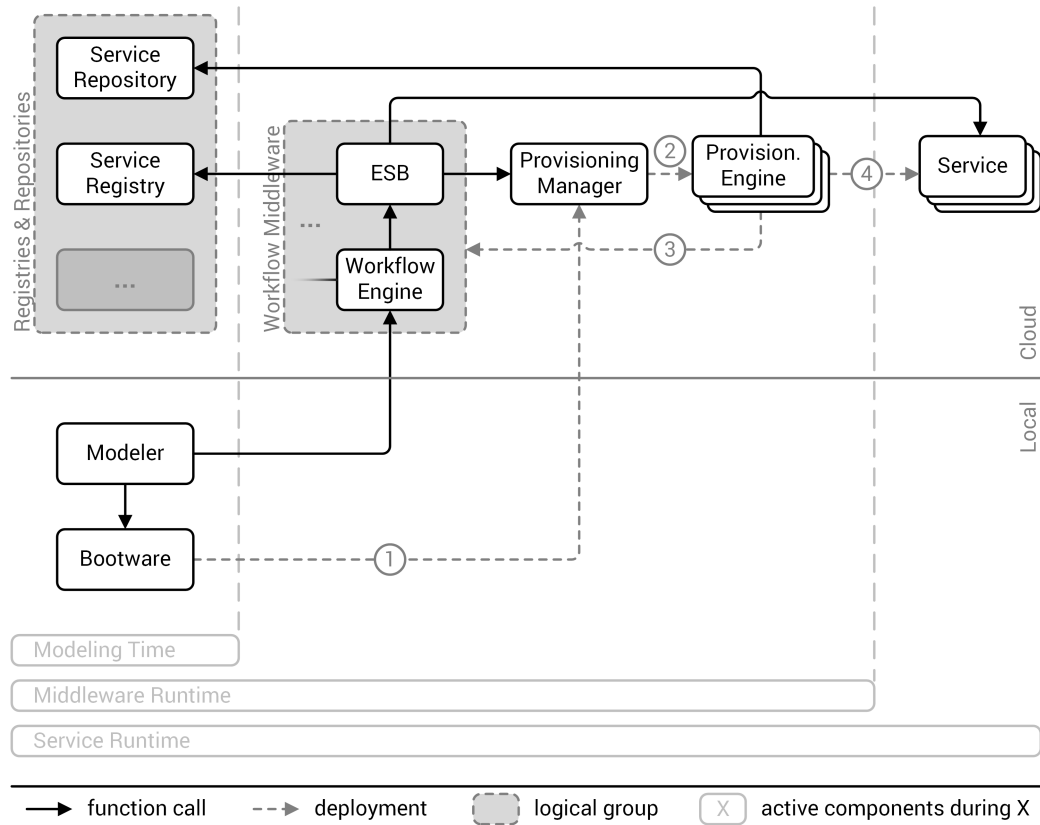 Registries & Repositories
Service
Repository
Service
Registry
...
Workflow Middleware
ESB
...
Workflow
Engine
Provisioning
Manager
2
Provision.
Engine
4
Service
3
Cloud
Local
Modeler
Bootware
1
Modeling Time
Middleware Runtime
Service Runtime
function call
deployment
logical group
X
active components during X